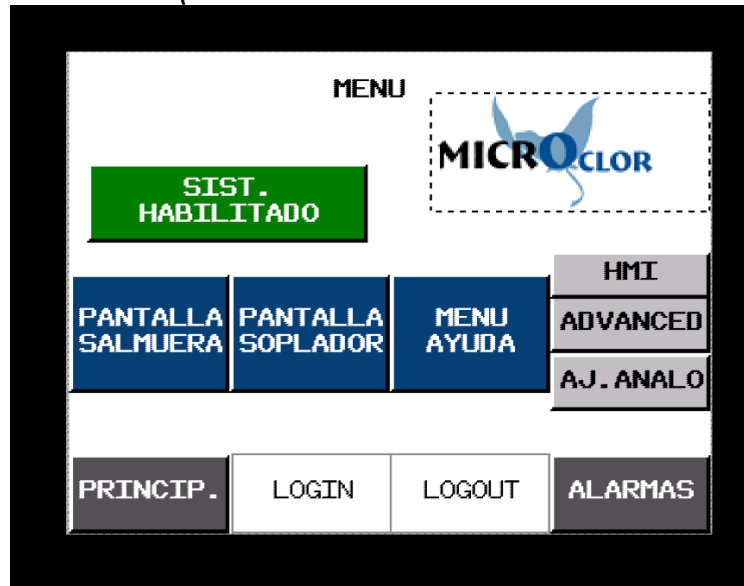 MENU
MICROCLOR
SIST.
HABILITADO
HMI
PANTALLA
SALMUERA
PANTALLA
SOPLADOR
MENU
AYUDA
ADVANCED
AJ.ANALO
PRINCIP.
LOGIN
LOGOUT
ALARMAS